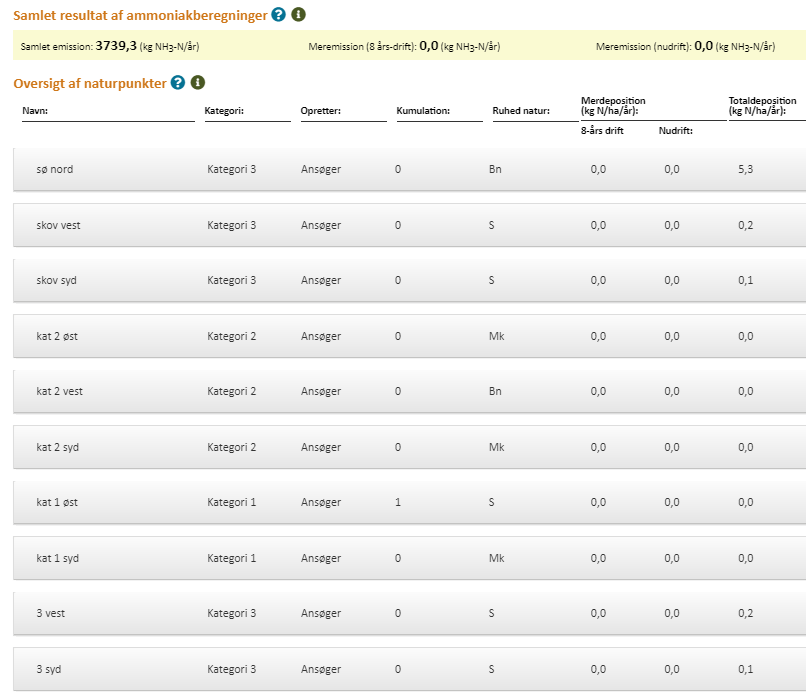 Samlet resultat af ammoniakberegninger ? i
Samlet emission: 3739,3 (kg NH3-N/år) Meremission (8 års-drift): 0,0 (kg NH3-N/år) Meremission (nudrift): 0,0 (kg NH3-N/år)
Oversigt af naturpunkter ? i
Navn: Kategori: Opretter: Kumulation: Ruhed natur: Merdeposition (kg N/ha/år): Totaldeposition (kg N/ha/år):
8-års drift Nudrift:
sø nord Kategori 3 Ansøger 0 Bn 0,0 0,0 5,3
skov vest Kategori 3 Ansøger 0 S 0,0 0,0 0,2
skov syd Kategori 3 Ansøger 0 S 0,0 0,0 0,1
kat 2 øst Kategori 2 Ansøger 0 Mk 0,0 0,0 0,0
kat 2 vest Kategori 2 Ansøger 0 Bn 0,0 0,0 0,0
kat 2 syd Kategori 2 Ansøger 0 Mk 0,0 0,0 0,0
kat 1 øst Kategori 1 Ansøger 1 S 0,0 0,0 0,0
kat 1 syd Kategori 1 Ansøger 0 Mk 0,0 0,0 0,0
3 vest Kategori 3 Ansøger 0 S 0,0 0,0 0,2
3 syd Kategori 3 Ansøger 0 S 0,0 0,0 0,1